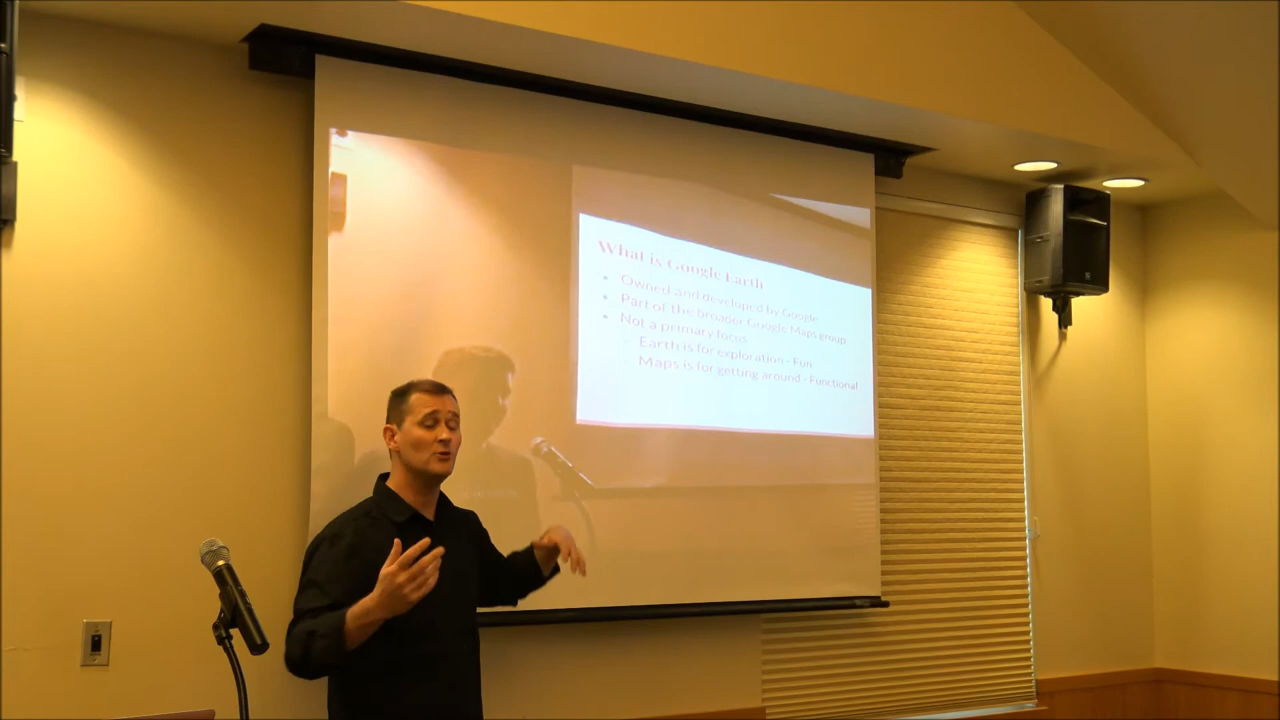 What is Google Earth
Owned and developed by Google
Part of the broader Google Maps group
Not a primary focus
Earth is for exploration - Fun
Maps is for getting around - Functional